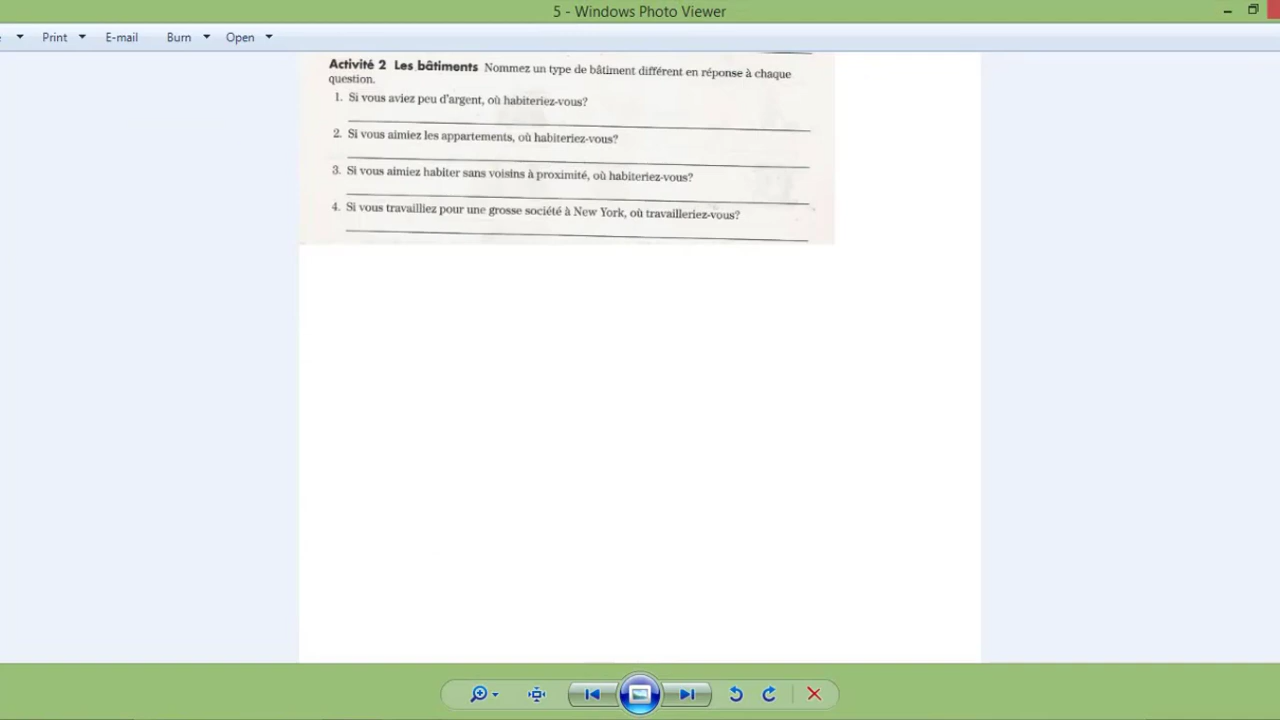 5 - Windows Photo Viewer
Print E-mail Burn Open
Activité 2 Les bâtiments Nommez un type de bâtiment différent en réponse à chaque
question.
1. Si vous aviez peu d'argent, où habiteriez-vous?
2. Si vous aimiez les appartements, où habiteriez-vous?
3. Si vous aimiez habiter sans voisins à proximité, où habiteriez-vous?
4. Si vous travailliez pour une grosse société à New York, où travailleriez-vous?